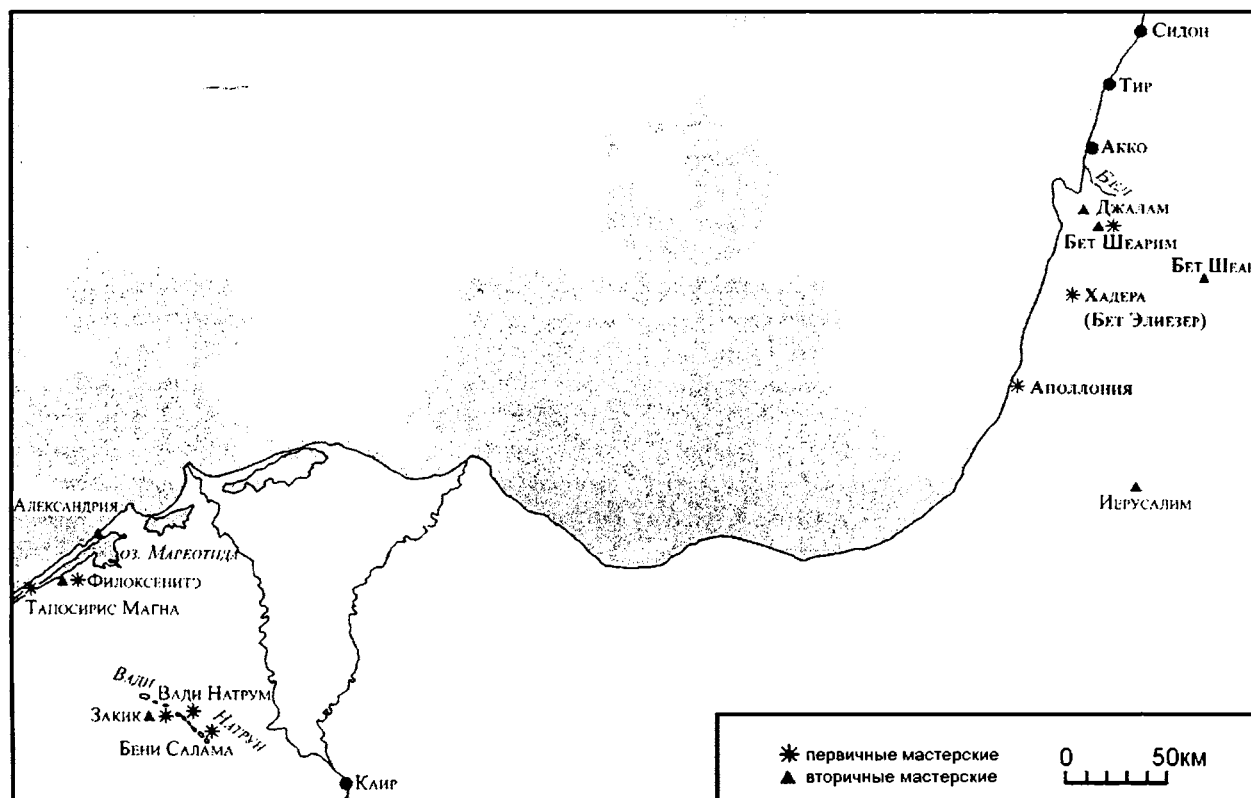 Сидон
Тир
Акко
Бел
Джалам
Бет Шеарим
Бет Шеан
Хадера
(Бет Элиезер)
Аполлония
Иерусалим
Александрия
оз. Мареотида
Филоксенитэ
Тапосирис Магна
Вади
Вади Натрум
Закик
Натрун
Бени Салама
Каир
первичные мастерские
вторичные мастерские
0 50км